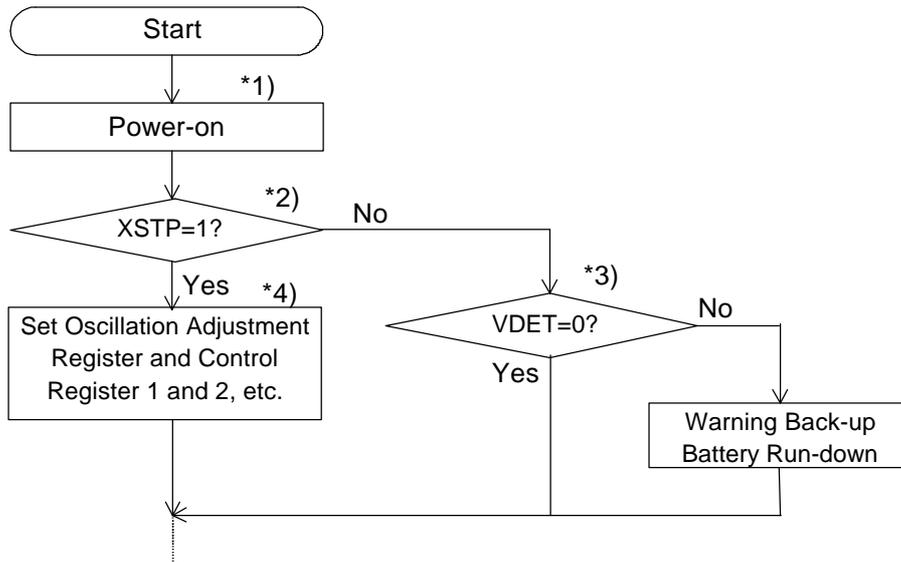 Start
*1)
Power-on
*2)
XSTP=1?
No
Yes
*4)
Set Oscillation Adjustment
Register and Control
Register 1 and 2, etc.
*3)
VDET=0?
No
Yes
Warning Back-up
Battery Run-down